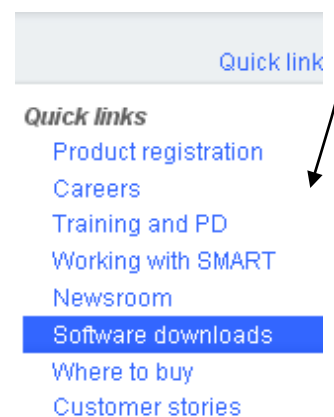 Quick link
Quick links
Product registration
Careers
Training and PD
Working with SMART
Newsroom
Software downloads
Where to buy
Customer stories